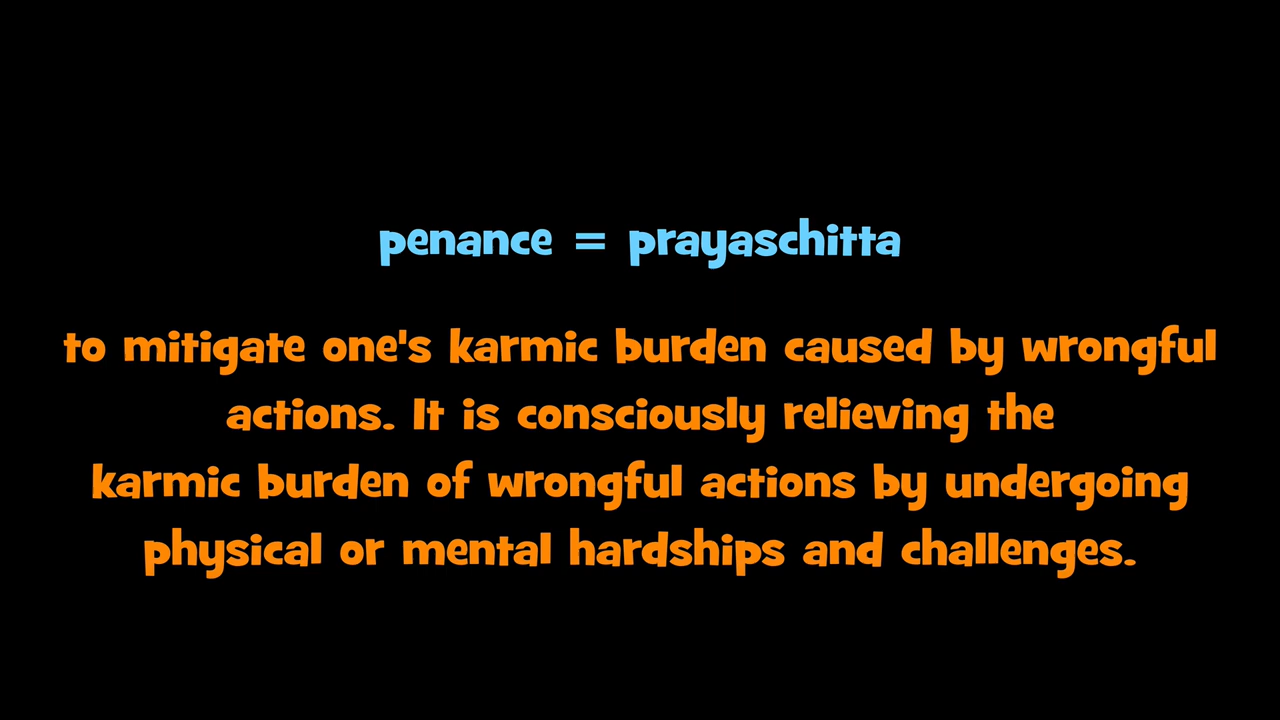 penance = prayaschitta
to mitigate one's karmic burden caused by wrongful
actions. It is consciously relieving the
karmic burden of wrongful actions by undergoing
physical or mental hardships and challenges.